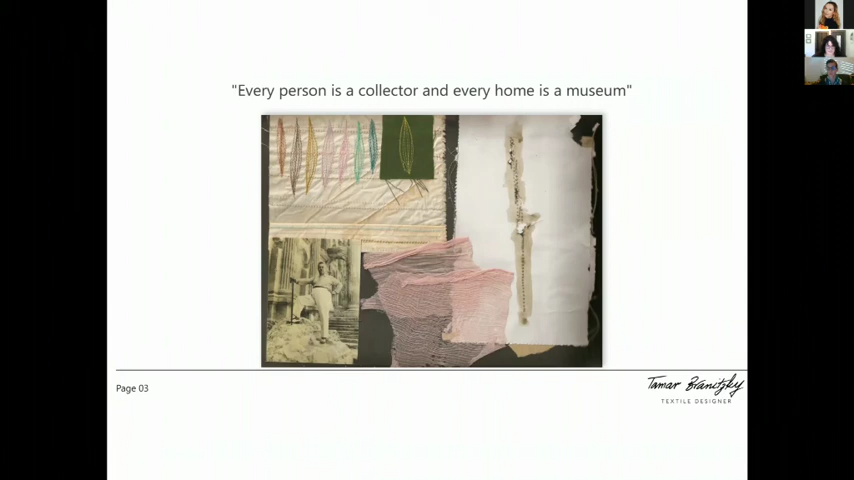 "Every person is a collector and every home is a museum"
Page 03
Tamar Branitzky
TEXTILE DESIGNER